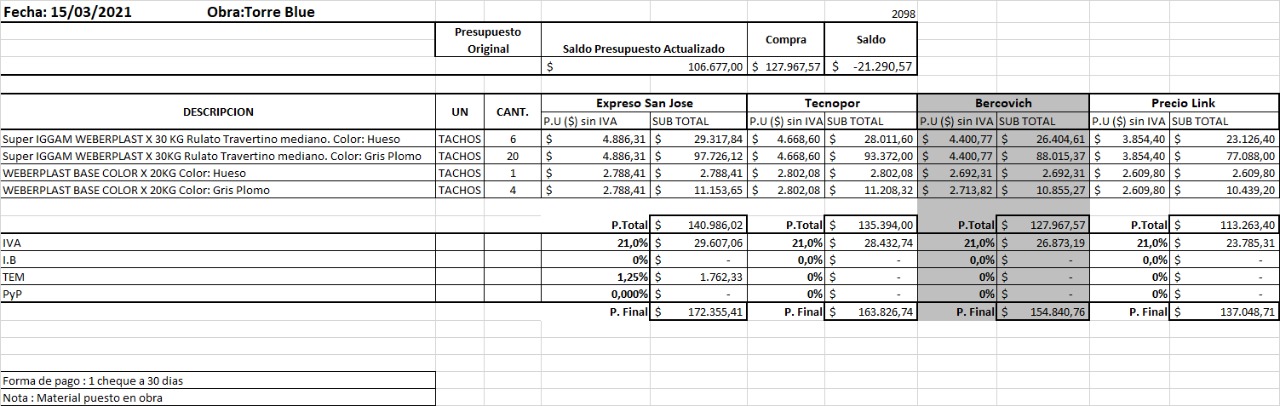 Fecha: 15/03/2021 Obra:Torre Blue 2098
Presupuesto Original Saldo Presupuesto Actualizado Compra Saldo
$ 106.677,00 $ 127.967,57 $ -21.290,57
DESCRIPCION UN CANT. Expreso San Jose Tecnopor Bercovich Precio Link
P.U ($) sin IVA SUB TOTAL P.U ($) sin IVA SUB TOTAL P.U ($) sin IVA SUB TOTAL P.U ($) sin IVA SUB TOTAL
Super IGGAM WEBERPLAST X 30 KG Rulato Travertino mediano. Color: Hueso TACHOS 6 $ 4.886,31 $ 29.317,84 $ 4.668,60 $ 28.011,60 $ 4.400,77 $ 26.404,61 $ 3.854,40 $ 23.126,40
Super IGGAM WEBERPLAST X 30KG Rulato Travertino mediano. Color: Gris Plomo TACHOS 20 $ 4.886,31 $ 97.726,12 $ 4.668,60 $ 93.372,00 $ 4.400,77 $ 88.015,37 $ 3.854,40 $ 77.088,00
WEBERPLAST BASE COLOR X 20KG Color: Hueso TACHOS 1 $ 2.788,41 $ 2.788,41 $ 2.802,08 $ 2.802,08 $ 2.692,31 $ 2.692,31 $ 2.609,80 $ 2.609,80
WEBERPLAST BASE COLOR X 20KG Color: Gris Plomo TACHOS 4 $ 2.788,41 $ 11.153,65 $ 2.802,08 $ 11.208,32 $ 2.713,82 $ 10.855,27 $ 2.609,80 $ 10.439,20
P.Total $ 140.986,02 P.Total $ 135.394,00 P.Total $ 127.967,57 P.Total $ 113.263,40
IVA 21,0% $ 29.607,06 21,0% $ 28.432,74 21,0% $ 26.873,19 21,0% $ 23.785,31
I.B 0% $ - 0,0% $ - 0,0% $ - 0,0% $ -
TEM 1,25% $ 1.762,33 0% $ - 0% $ - 0% $ -
PyP 0,000% $ - 0% $ - 0% $ - 0% $ -
P. Final $ 172.355,41 P. Final $ 163.826,74 P. Final $ 154.840,76 P. Final $ 137.048,71
Forma de pago : 1 cheque a 30 dias
Nota : Material puesto en obra